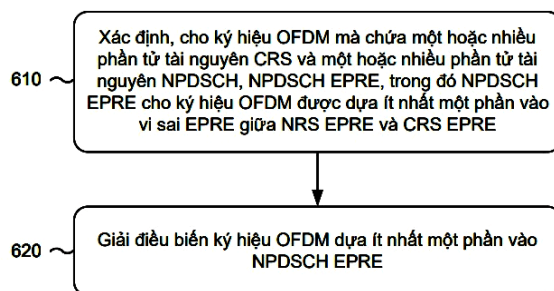 Xác định, cho ký hiệu OFDM mà chứa một hoặc nhiều
phần tử tài nguyên CRS và một hoặc nhiều phần tử tài
610
nguyên NPDSCH, NPDSCH EPRE, trong đó NPDSCH
EPRE cho ký hiệu OFDM được dựa ít nhất một phần vào
vi sai EPRE giữa NRS EPRE và CRS EPRE
620
Giải điều biến ký hiệu OFDM dựa ít nhất một phần vào
NPDSCH EPRE